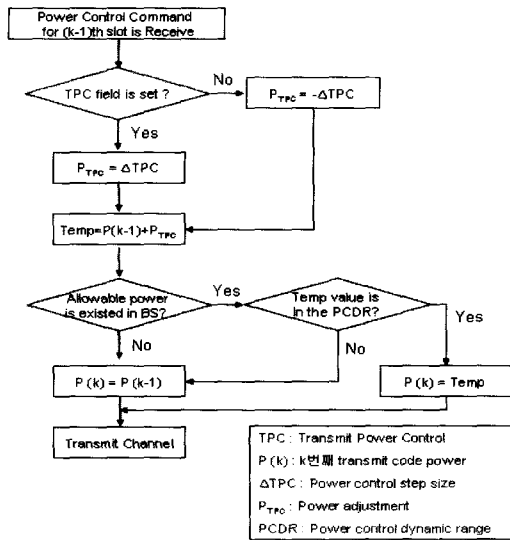 Power Control Command
for (k-1)th slot is Receive
TPC field is set ?
No
P_TPC = -ΔTPC
Yes
P_TPC = ΔTPC
Temp=P(k-1)+P_TPC
Allowable power
is existed in BS?
Yes
Temp value is
in the PCDR?
Yes
No
No
P (k) = P (k-1)
P (k) = Temp
Transmit Channel
TPC : Transmit Power Control
P (k) : k번째 transmit code power
ΔTPC : Power control step size
P_TPC : Power adjustment
PCDR : Power control dynamic range